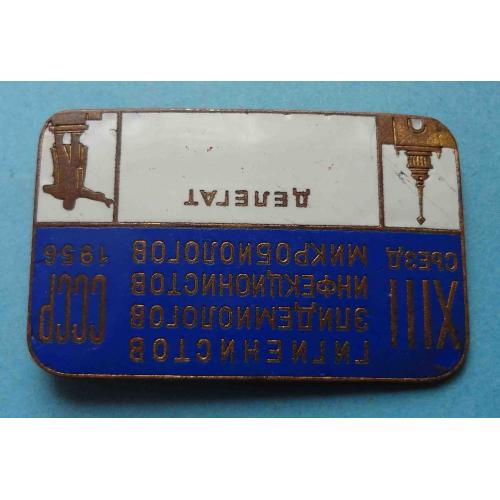 XIII
СЪЕЗД
ГИГИЕНИСТОВ
ЭПИДЕМИОЛОГОВ
ИНФЕКЦИОНИСТОВ
МИКРОБИОЛОГОВ
СССР
1956
ДЕЛЕГАТ